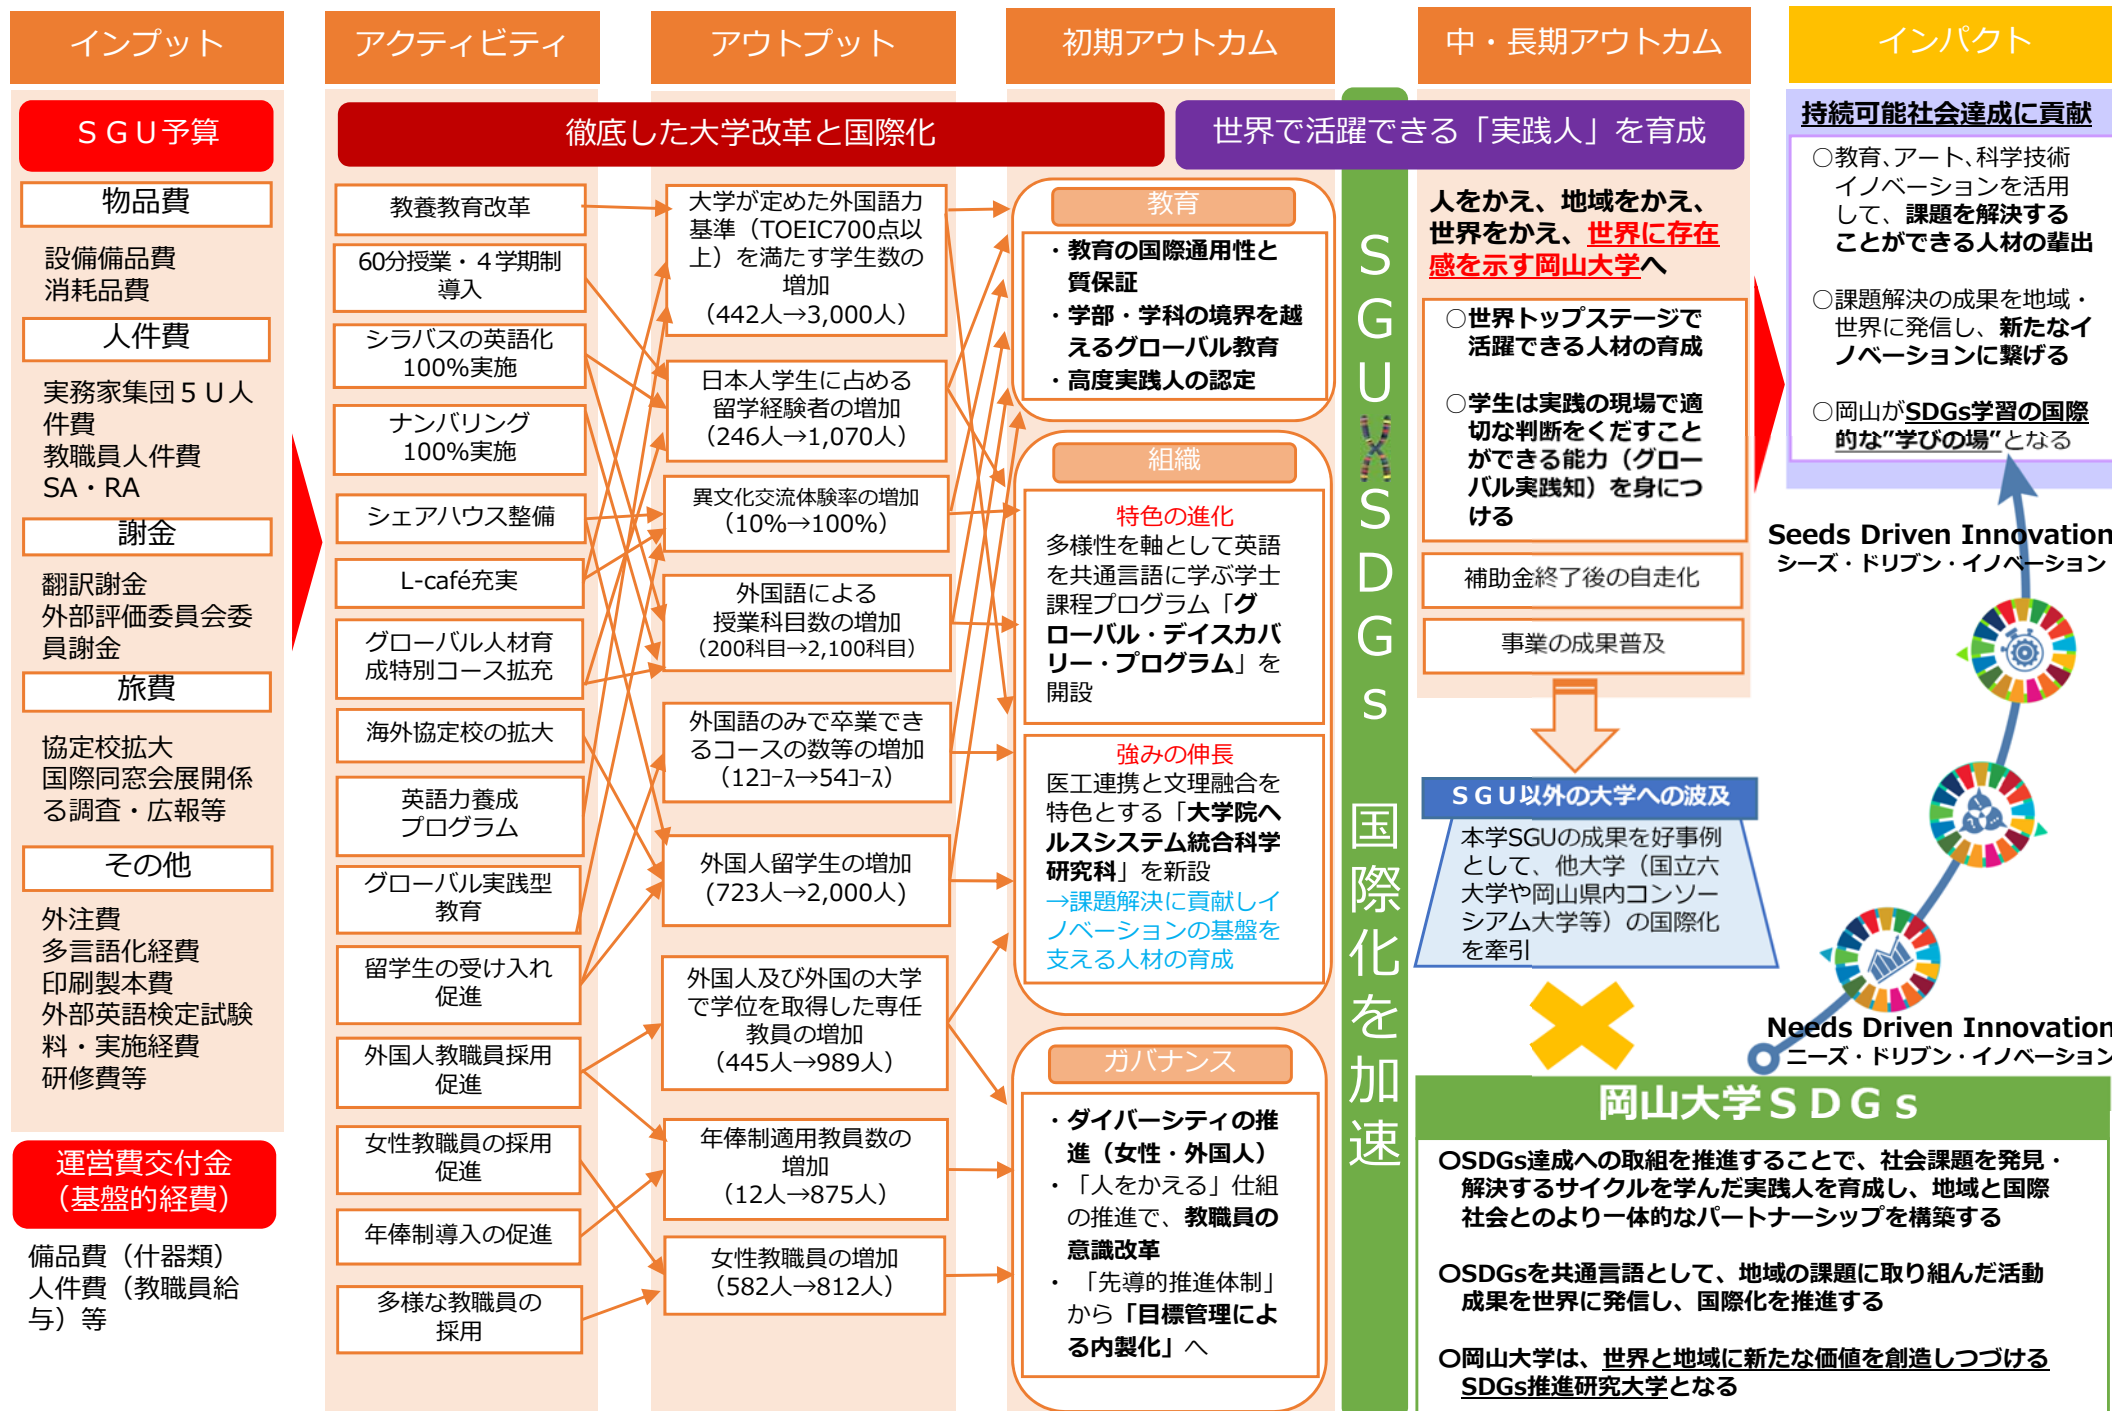 インプット
SGU予算
物品費
設備備品費
消耗品費
人件費
実務家集団5U人
件費
教職員人件費
SA・RA
謝金
翻訳謝金
外部評価委員会委
員謝金
旅費
協定校拡大
国際同窓会展開係
る調査・広報等
その他
外注費
多言語化経費
印刷製本費
外部英語検定試験
料・実施経費
研修費等
運営費交付金
（基盤的経費）
備品費（什器類）
人件費（教職員給
与）等
アクティビティ
徹底した大学改革と国際化
教養教育改革
60分授業・４学期制
導入
シラバスの英語化
100%実施
ナンバリング
100%実施
シェアハウス整備
L-café充実
グローバル人材育
成特別コース拡充
海外協定校の拡大
英語力養成
プログラム
グローバル実践型
教育
留学生の受け入れ
促進
外国人教職員採用
促進
女性教職員の採用
促進
年俸制導入の促進
多様な教職員の
採用
アウトプット
大学が定めた外国語力
基準（TOEIC700点以
上）を満たす学生数の
増加
（442人→3,000人）
日本人学生に占める
留学経験者の増加
（246人→1,070人）
異文化交流体験率の増加
（10%→100%）
外国語による
授業科目数の増加
（200科目→2,100科目）
外国語のみで卒業でき
るコースの数等の増加
（12ｺｰｽ→54ｺｰｽ）
外国人留学生の増加
（723人→2,000人）
外国人及び外国の大学
で学位を取得した専任
教員の増加
（445人→989人）
年俸制適用教員数の
増加
（12人→875人）
女性教職員の増加
（582人→812人）
初期アウトカム
世界で活躍できる「実践人」を育成
教育
・教育の国際通用性と
質保証
・学部・学科の境界を越
えるグローバル教育
・高度実践人の認定
組織
特色の進化
多様性を軸として英語
を共通言語に学ぶ学士
課程プログラム「グ
ローバル・デイスカバ
リー・プログラム」を
開設
強みの伸長
医工連携と文理融合を
特色とする「大学院ヘ
ルスシステム統合科学
研究科」を新設
→課題解決に貢献しイ
ノベーションの基盤を
支える人材の育成
ガバナンス
・ダイバーシティの推
進（女性・外国人）
・「人をかえる」仕組
の推進で、教職員の
意識改革
・ 「先導的推進体制」
から「目標管理によ
る内製化」へ
SGU X SDGs 国際化を加速
中・長期アウトカム
人をかえ、地域をかえ、
世界をかえ、世界に存在
感を示す岡山大学へ
○世界トップステージで
活躍できる人材の育成
○学生は実践の現場で適
切な判断をくだすこと
ができる能力（グロー
バル実践知）を身につ
ける
補助金終了後の自走化
事業の成果普及
SGU以外の大学への波及
本学SGUの成果を好事例
として、他大学（国立六
大学や岡山県内コンソー
シアム大学等）の国際化
を牽引
インパクト
持続可能社会達成に貢献
○教育、アート、科学技術
イノベーションを活用
して、課題を解決する
ことができる人材の輩出
○課題解決の成果を地域・
世界に発信し、新たなイ
ノベーションに繋げる
○岡山がSDGs学習の国際
的な”学びの場”となる
Seeds Driven Innovation
シーズ・ドリブン・イノベーション
Needs Driven Innovation
ニーズ・ドリブン・イノベーション
岡山大学SDGs
○SDGs達成への取組を推進することで、社会課題を発見・
解決するサイクルを学んだ実践人を育成し、地域と国際
社会とのより一体的なパートナーシップを構築する
○SDGsを共通言語として、地域の課題に取り組んだ活動
成果を世界に発信し、国際化を推進する
○岡山大学は、世界と地域に新たな価値を創造しつづける
SDGs推進研究大学となる